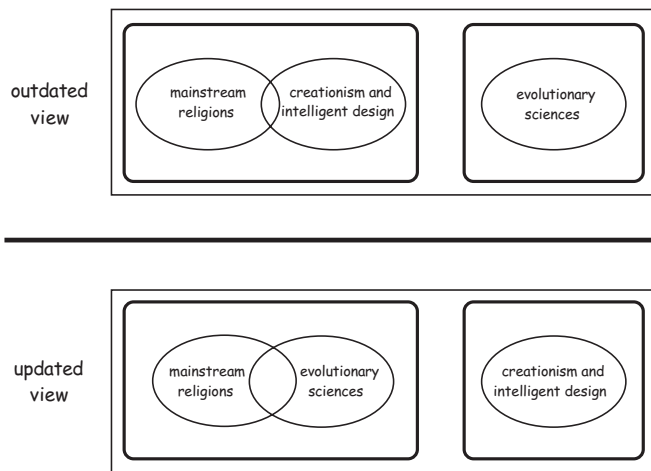 outdated
view
mainstream
religions
creationism and
intelligent design
evolutionary
sciences
updated
view
mainstream
religions
evolutionary
sciences
creationism and
intelligent design